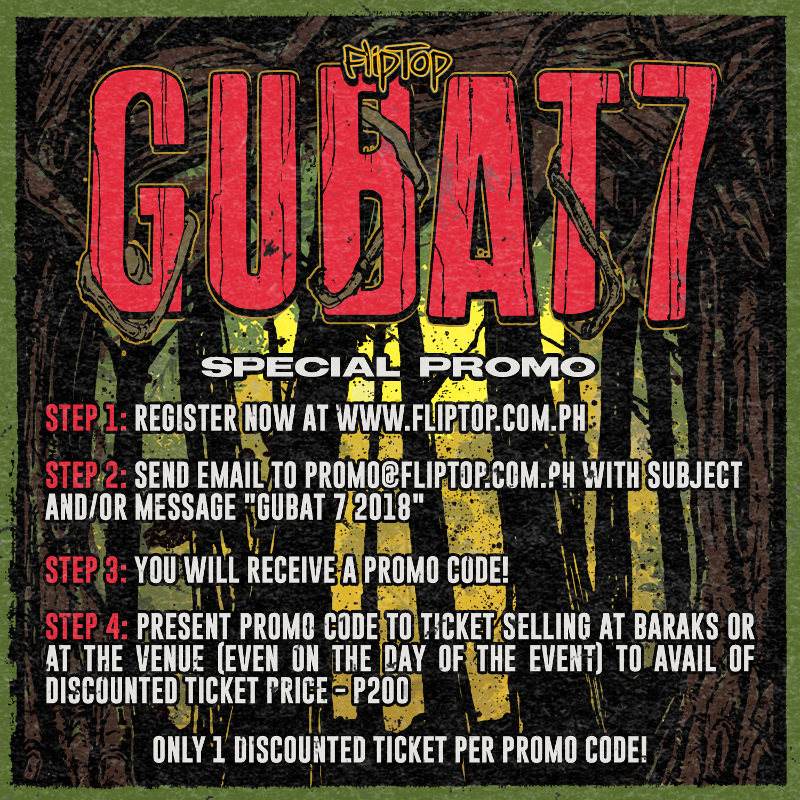 FlipTop
GUBAT 7
SPECIAL PROMO
STEP 1: REGISTER NOW AT WWW.FLIPTOP.COM.PH
STEP 2: SEND EMAIL TO PROMO@FLIPTOP.COM.PH WITH SUBJECT
AND/OR MESSAGE "GUBAT 7 2018"
STEP 3: YOU WILL RECEIVE A PROMO CODE!
STEP 4: PRESENT PROMO CODE TO TICKET SELLING AT BARAKS OR
AT THE VENUE (EVEN ON THE DAY OF THE EVENT) TO AVAIL OF
DISCOUNTED TICKET PRICE - P200
ONLY 1 DISCOUNTED TICKET PER PROMO CODE!